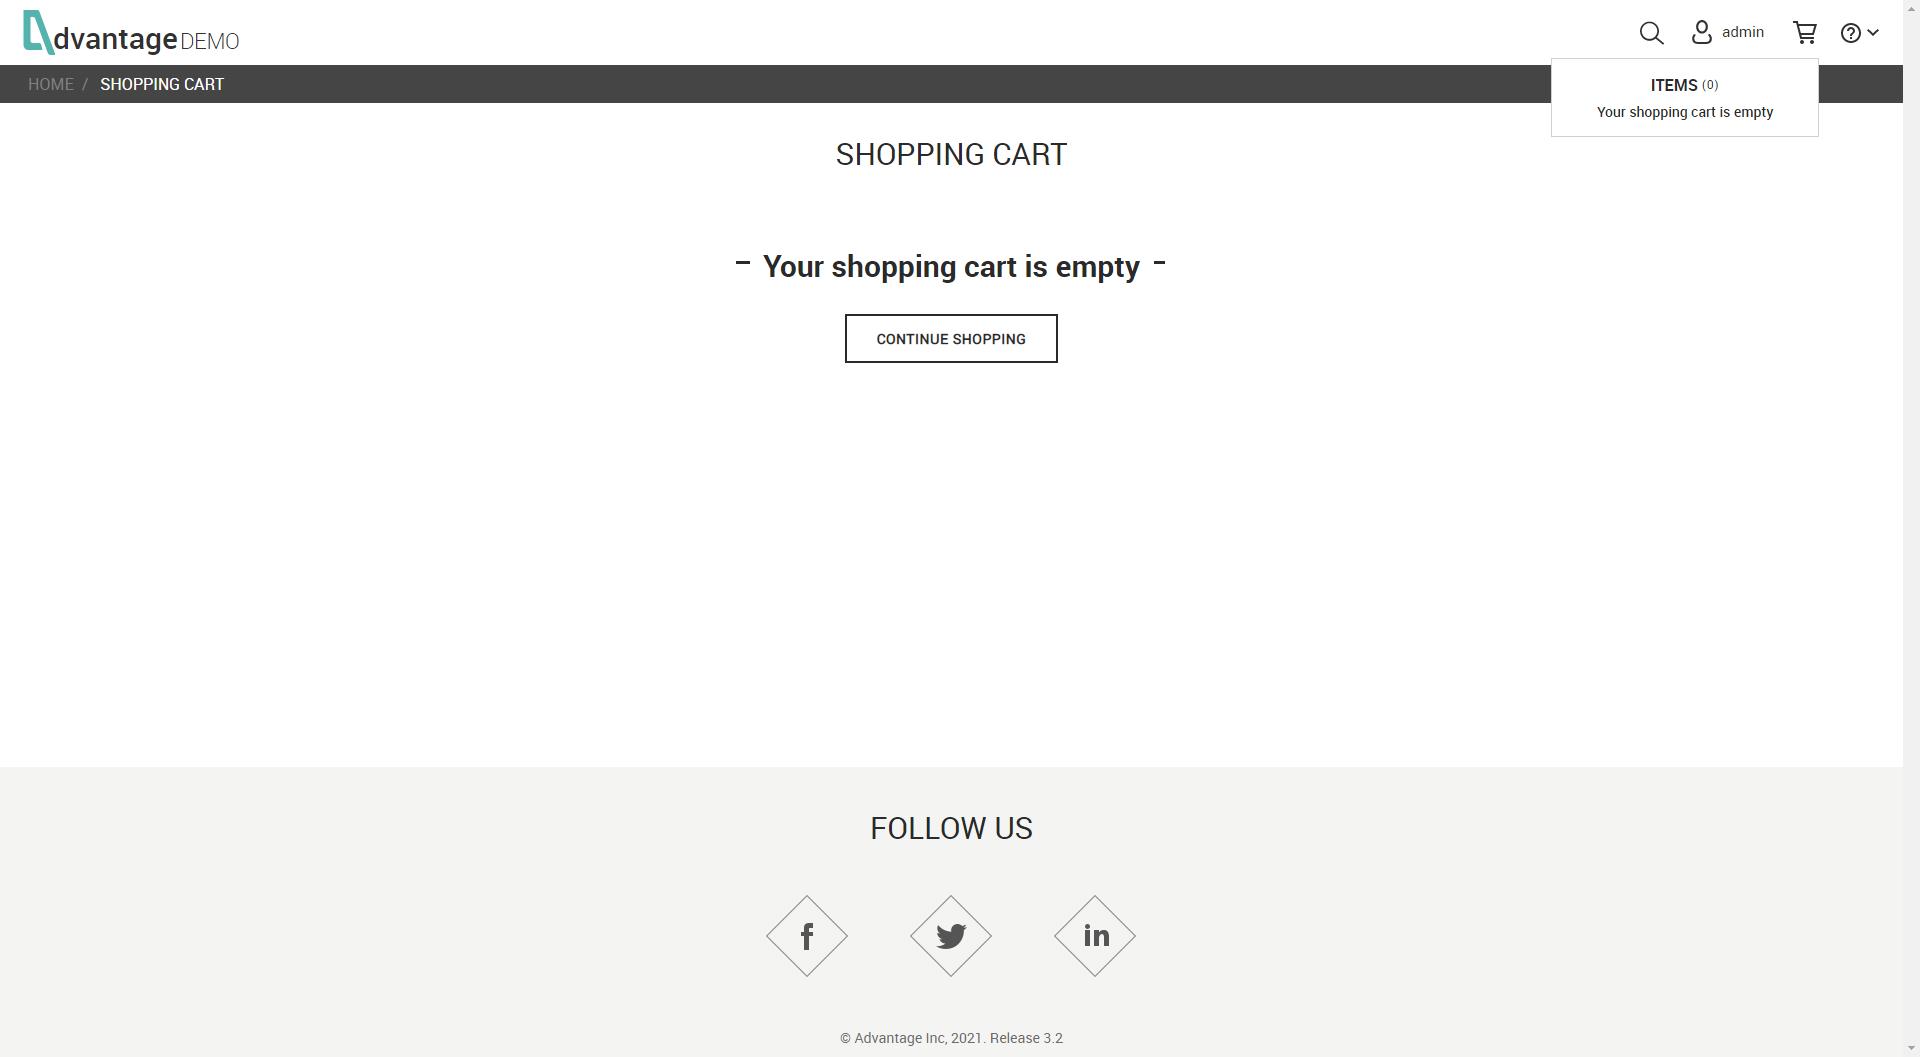 dvantage DEMO
admin
HOME / SHOPPING CART
ITEMS (0)
Your shopping cart is empty
SHOPPING CART
- Your shopping cart is empty -
CONTINUE SHOPPING
FOLLOW US
f
in
© Advantage Inc, 2021. Release 3.2